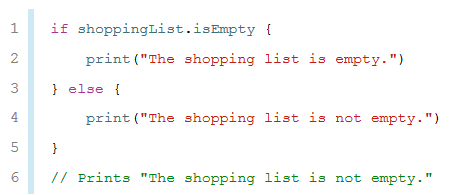 1 if shoppingList.isEmpty {
2 print("The shopping list is empty.")
3 } else {
4 print("The shopping list is not empty.")
5 }
6 // Prints "The shopping list is not empty."